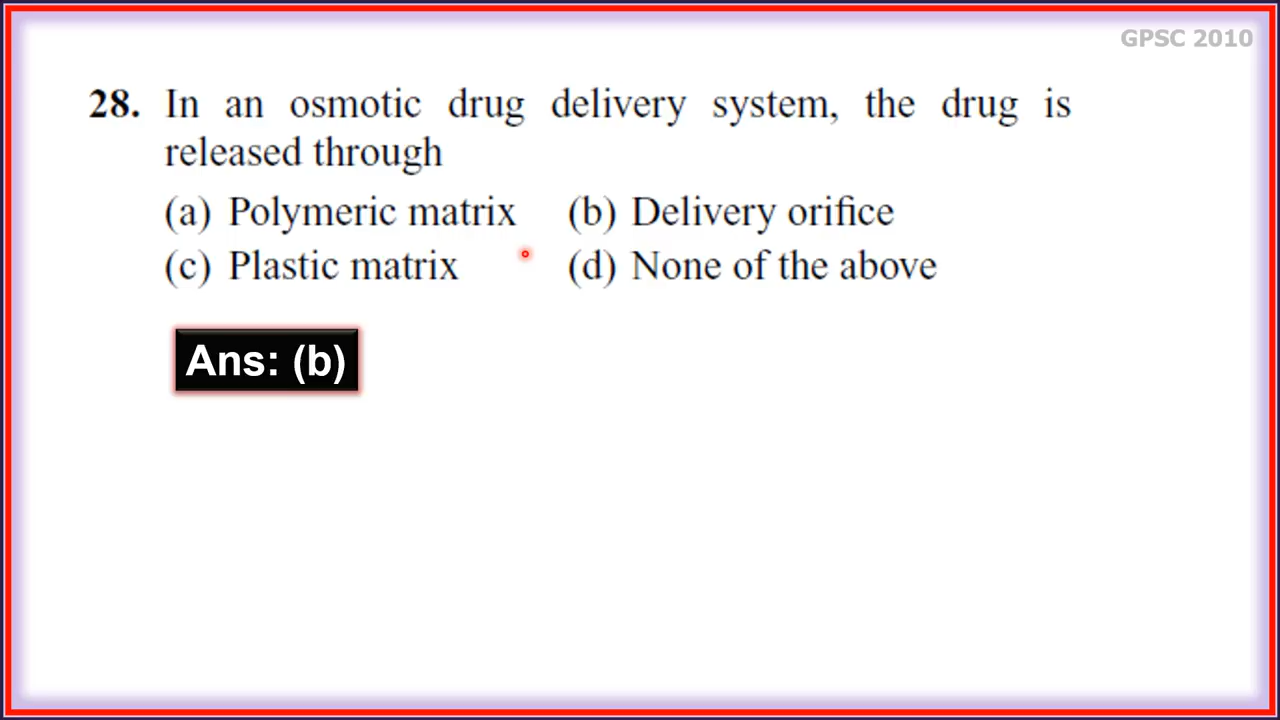 GPSC 2010
28. In an osmotic drug delivery system, the drug is
released through
(a) Polymeric matrix (b) Delivery orifice
(c) Plastic matrix (d) None of the above
Ans: (b)